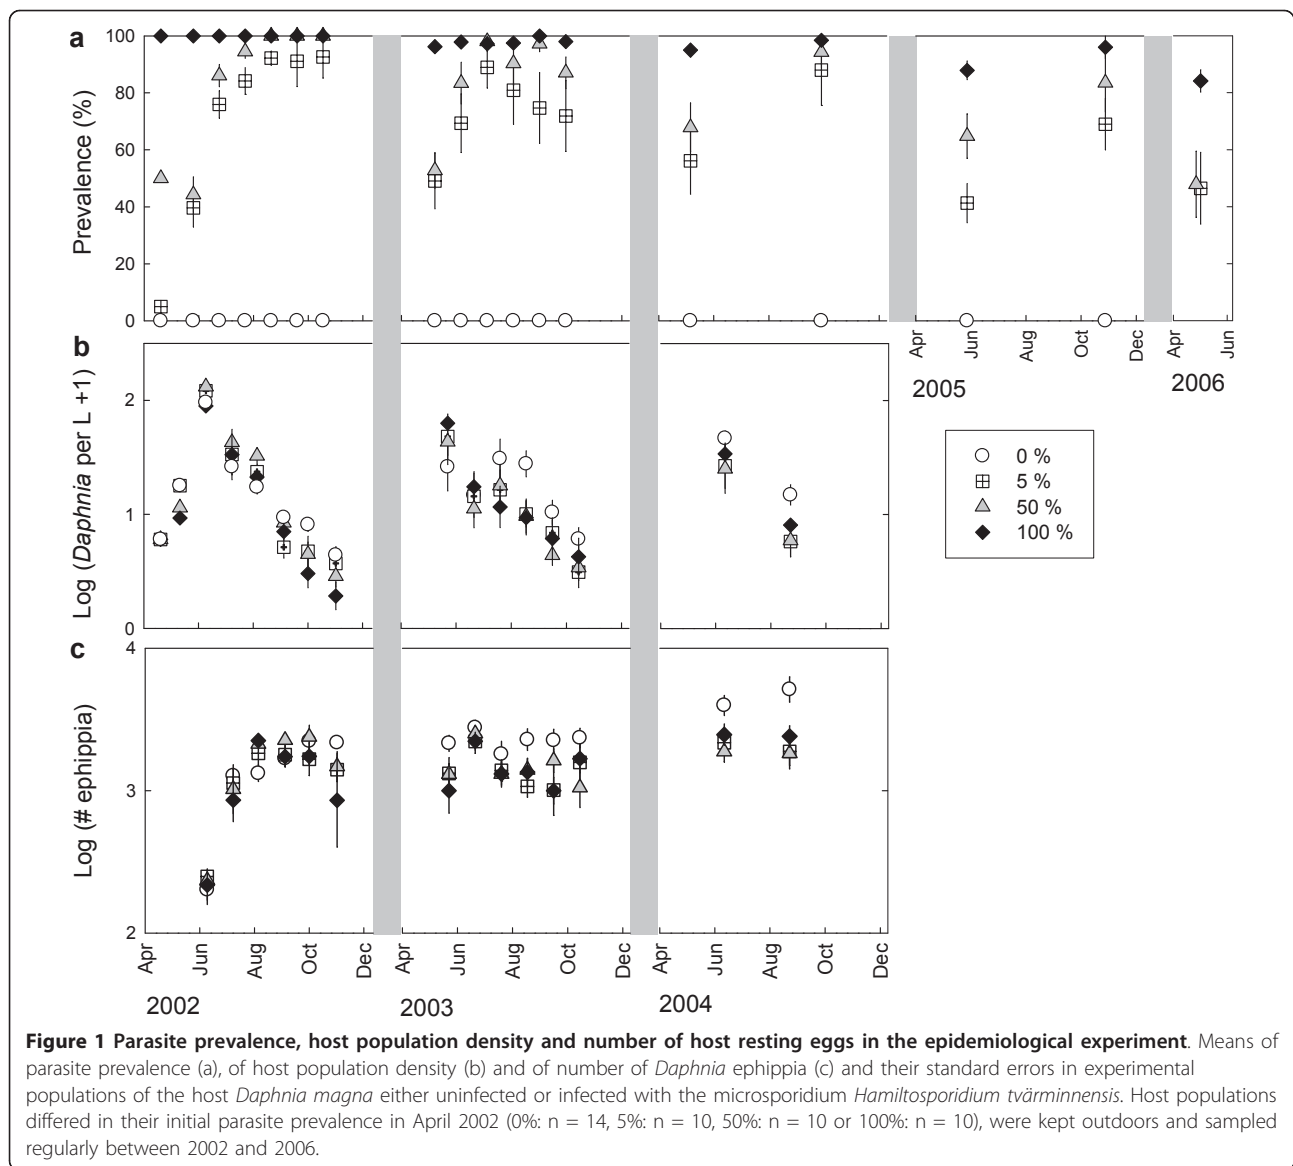 a
100
80
60
40
20
0
Prevalence (%)
Apr
Jun
Aug
Oct
Dec
Apr
Jun
2005
2006
b
2
1
0
Log (Daphnia per L +1)
0 %
5 %
50 %
100 %
c
4
3
2
Log (# ephippia)
Apr
Jun
Aug
Oct
Dec
Apr
Jun
Aug
Oct
Dec
Apr
Jun
Aug
Oct
Dec
2002
2003
2004
Figure 1 Parasite prevalence, host population density and number of host resting eggs in the epidemiological experiment. Means of
parasite prevalence (a), of host population density (b) and of number of Daphnia ephippia (c) and their standard errors in experimental
populations of the host Daphnia magna either uninfected or infected with the microsporidium Hamiltosporidium tvärminnensis. Host populations
differed in their initial parasite prevalence in April 2002 (0%: n = 14, 5%: n = 10, 50%: n = 10 or 100%: n = 10), were kept outdoors and sampled
regularly between 2002 and 2006.